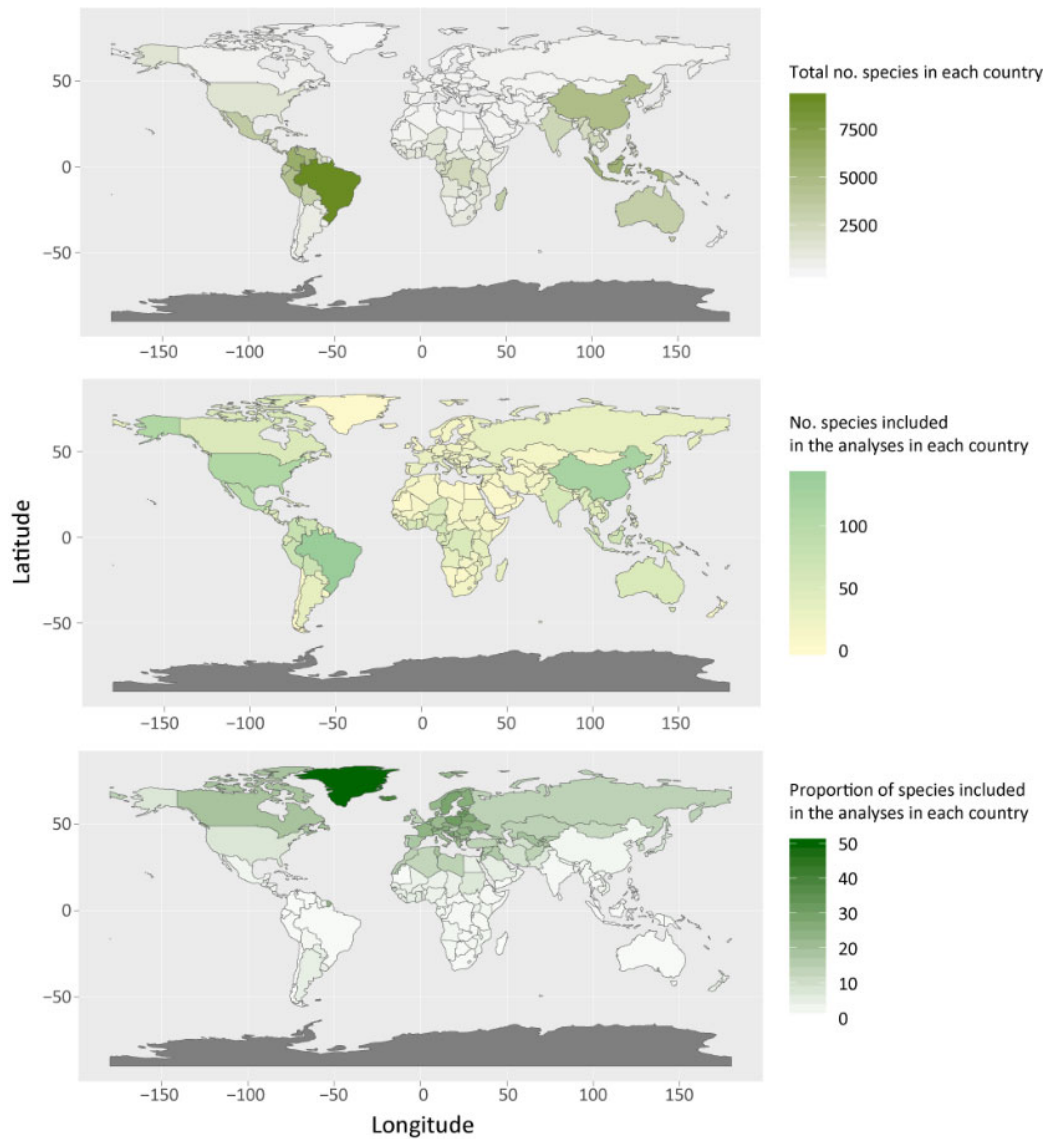 Total no. species in each country
7500
5000
2500
50
0
−50
−150 −100 −50 0 50 100 150
No. species included
in the analyses in each country
100
50
0
Latitude
50
0
−50
−150 −100 −50 0 50 100 150
Proportion of species included
in the analyses in each country
50
40
30
20
10
0
50
0
−50
−150 −100 −50 0 50 100 150
Longitude